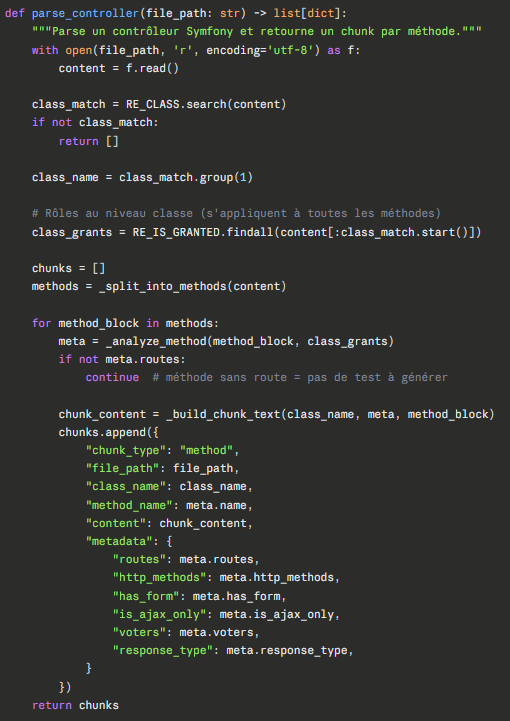 def parse_controller(file_path: str) -> list[dict]:
    """Parse un contrôleur Symfony et retourne un chunk par méthode."""
    with open(file_path, 'r', encoding='utf-8') as f:
        content = f.read()

    class_match = RE_CLASS.search(content)
    if not class_match:
        return []

    class_name = class_match.group(1)

    # Rôles au niveau classe (s'appliquent à toutes les méthodes)
    class_grants = RE_IS_GRANTED.findall(content[:class_match.start()])

    chunks = []
    methods = _split_into_methods(content)

    for method_block in methods:
        meta = _analyze_method(method_block, class_grants)
        if not meta.routes:
            continue  # méthode sans route = pas de test à générer

        chunk_content = _build_chunk_text(class_name, meta, method_block)
        chunks.append({
            "chunk_type": "method",
            "file_path": file_path,
            "class_name": class_name,
            "method_name": meta.name,
            "content": chunk_content,
            "metadata": {
                "routes": meta.routes,
                "http_methods": meta.http_methods,
                "has_form": meta.has_form,
                "is_ajax_only": meta.is_ajax_only,
                "voters": meta.voters,
                "response_type": meta.response_type,
            }
        })
    return chunks